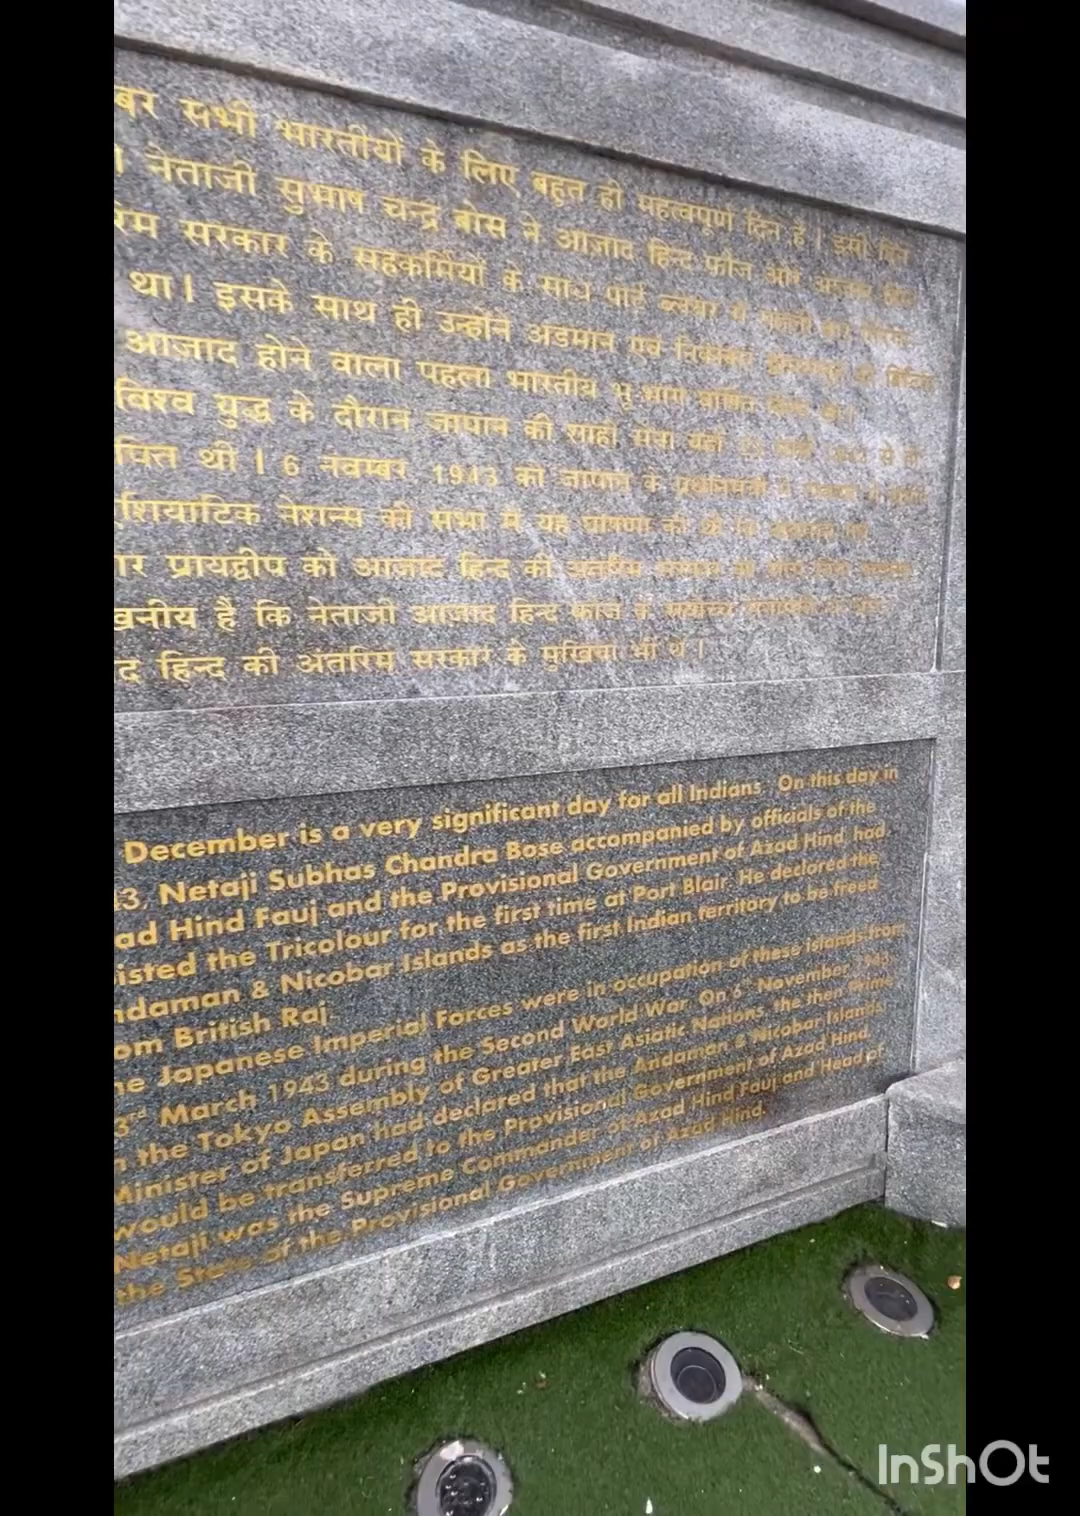 बर सभी भारतीयों के लिए बहुत ही महत्वपूर्ण दिन है । इसी दिन
। नेताजी सुभाष चन्द्र बोस ने आज़ाद हिन्द फौज और
रिम सरकार के सहकर्मियों के साथ पोर्ट ब्लेयर में
था। इसके साथ ही उन्होंने अडमान एवं निकोबार
आज़ाद होने वाला पहला भारतीय भू भाग घोषित
विश्व युद्ध के दौरान जापान की शाही सेना यहाँ से ही
थी । 6 नवम्बर 1943 को जापान के प्रधानमंत्री
शियाटिक नेशन्स की सभा में यह घोषणा की थी कि
ार प्रायद्वीप को आज़ाद हिन्द की अंतरिम
खनीय है कि नेताजी आज़ाद हिन्द फौज के
द हिन्द की अंतरिम सरकार के मुखिया भी थे ।
December is a very significant day for all Indians. On this day in
43, Netaji Subhas Chandra Bose accompanied by officials of the
ad Hind Fauj and the Provisional Government of Azad Hind had
isted the Tricolour for the first time at Port Blair. He declared the
ndaman & Nicobar Islands as the first Indian territory to be freed
om British Raj
he Japanese Imperial Forces were in occupation of these islands from
3rd March 1943 during the Second World War. On 6th November 1943,
n the Tokyo Assembly of Greater East Asiatic Nations, the then Prime
Minister of Japan had declared that the Andaman & Nicobar Islands
would be transferred to the Provisional Government of Azad Hind.
Netaji was the Supreme Commander of Azad Hind Fauj and Head of
the State of the Provisional Government of Azad Hind.
InShOt